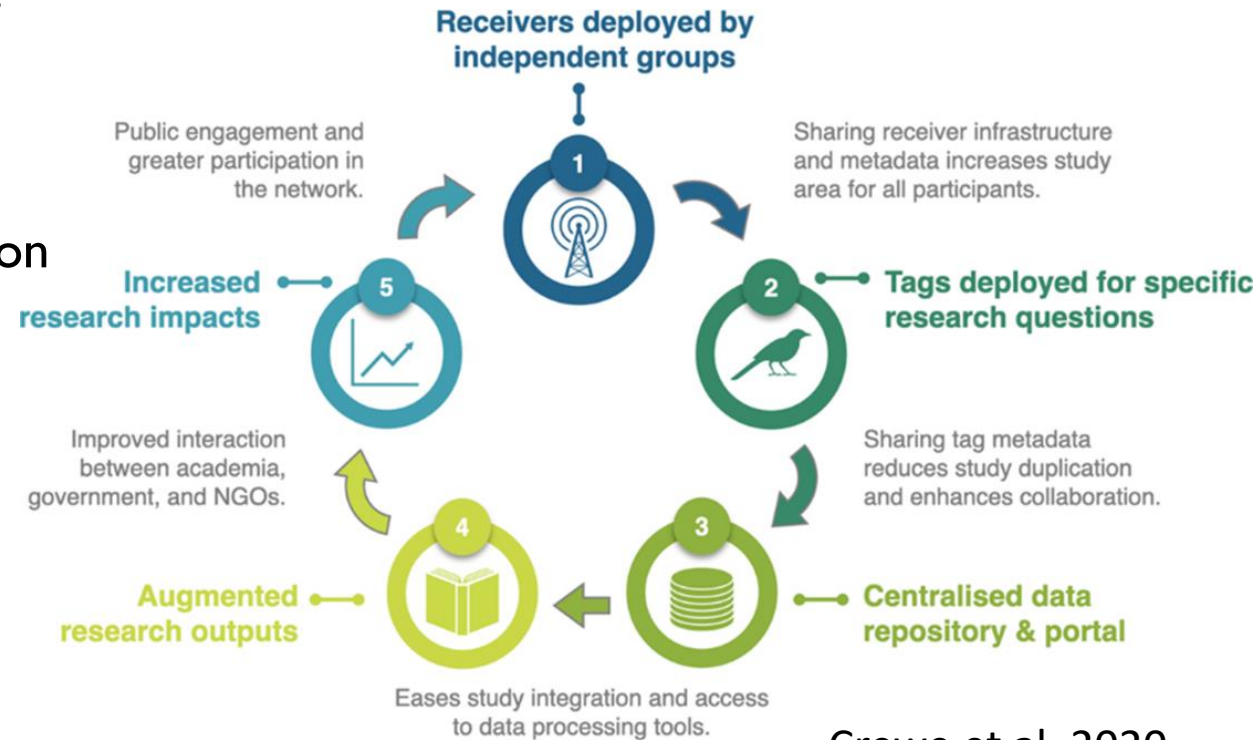 Receivers deployed by
independent groups
1
Public engagement and
greater participation in
the network.
Sharing receiver infrastructure
and metadata increases study
area for all participants.
on
Increased
research impacts
5
2
Tags deployed for specific
research questions
Improved interaction
between academia,
government, and NGOs.
Sharing tag metadata
reduces study duplication
and enhances collaboration.
4
3
Augmented
research outputs
Centralised data
repository & portal
Eases study integration and access
to data processing tools.
et al. 2020